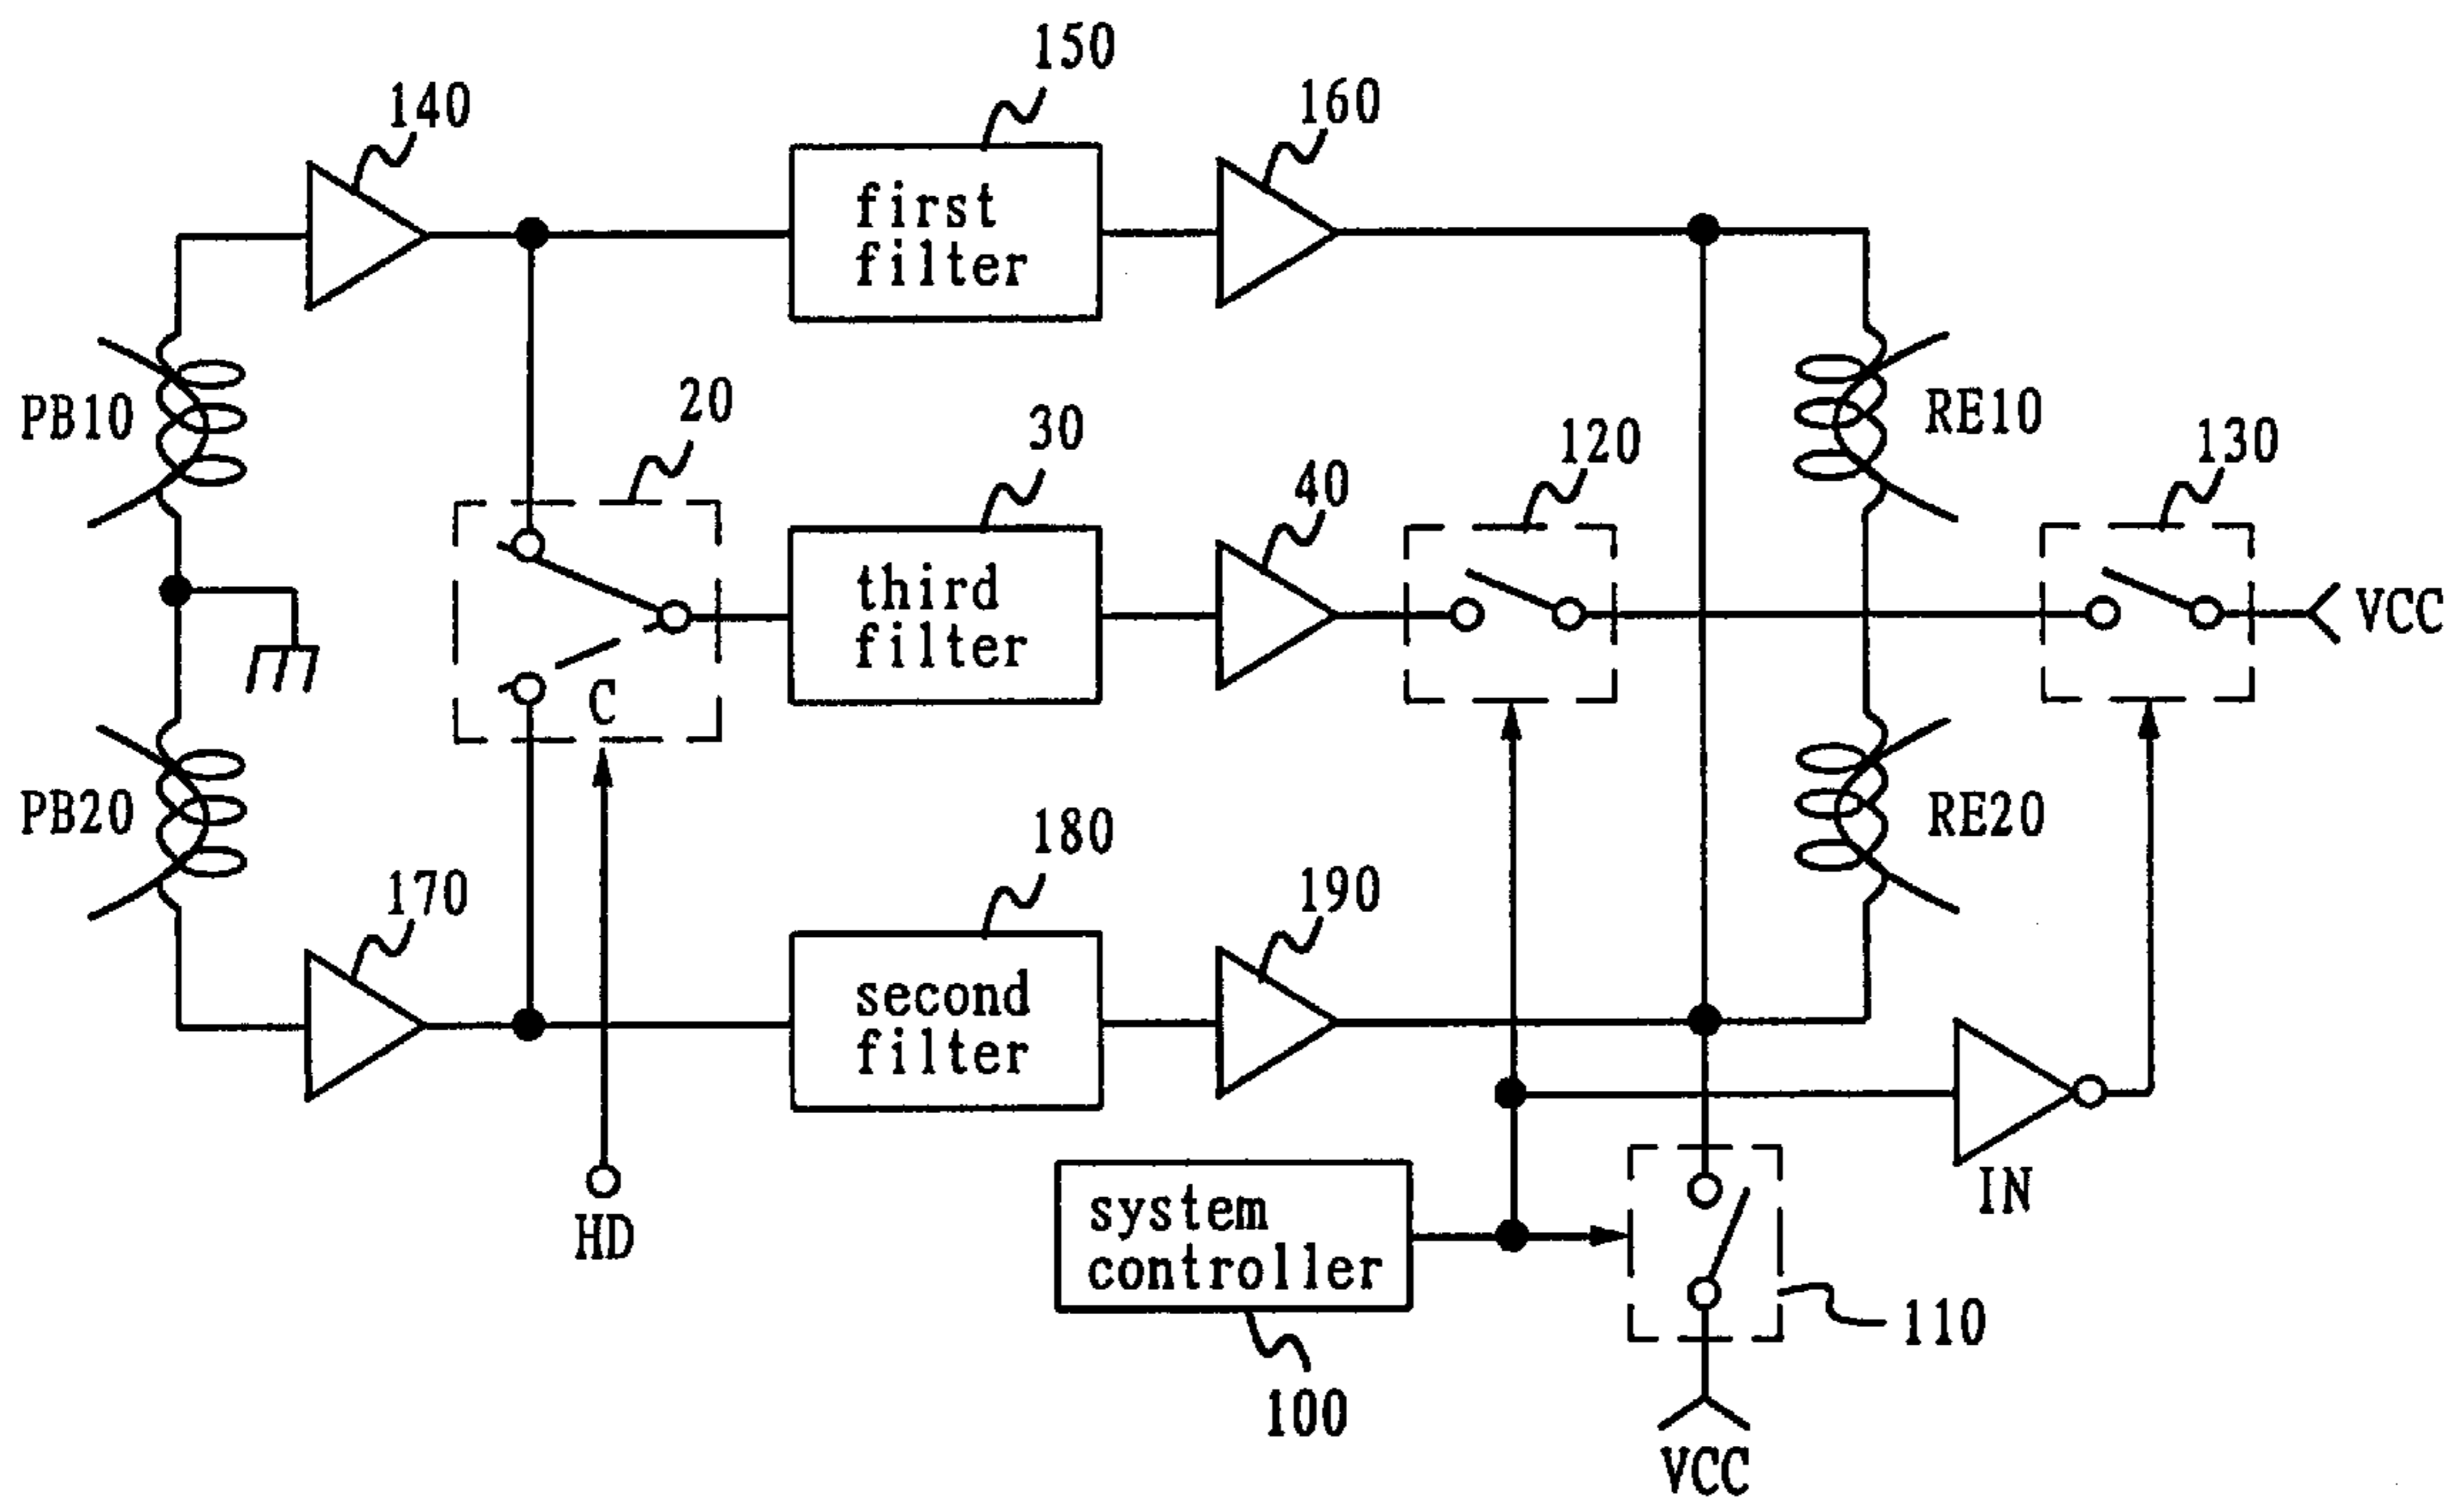 150
140
160
first
filter
20
30
PB10
RE10
120
130
40
third
filter
VCC
C
PB20
180
RE20
170
190
second
filter
IN
system
controller
HD
110
100
VCC